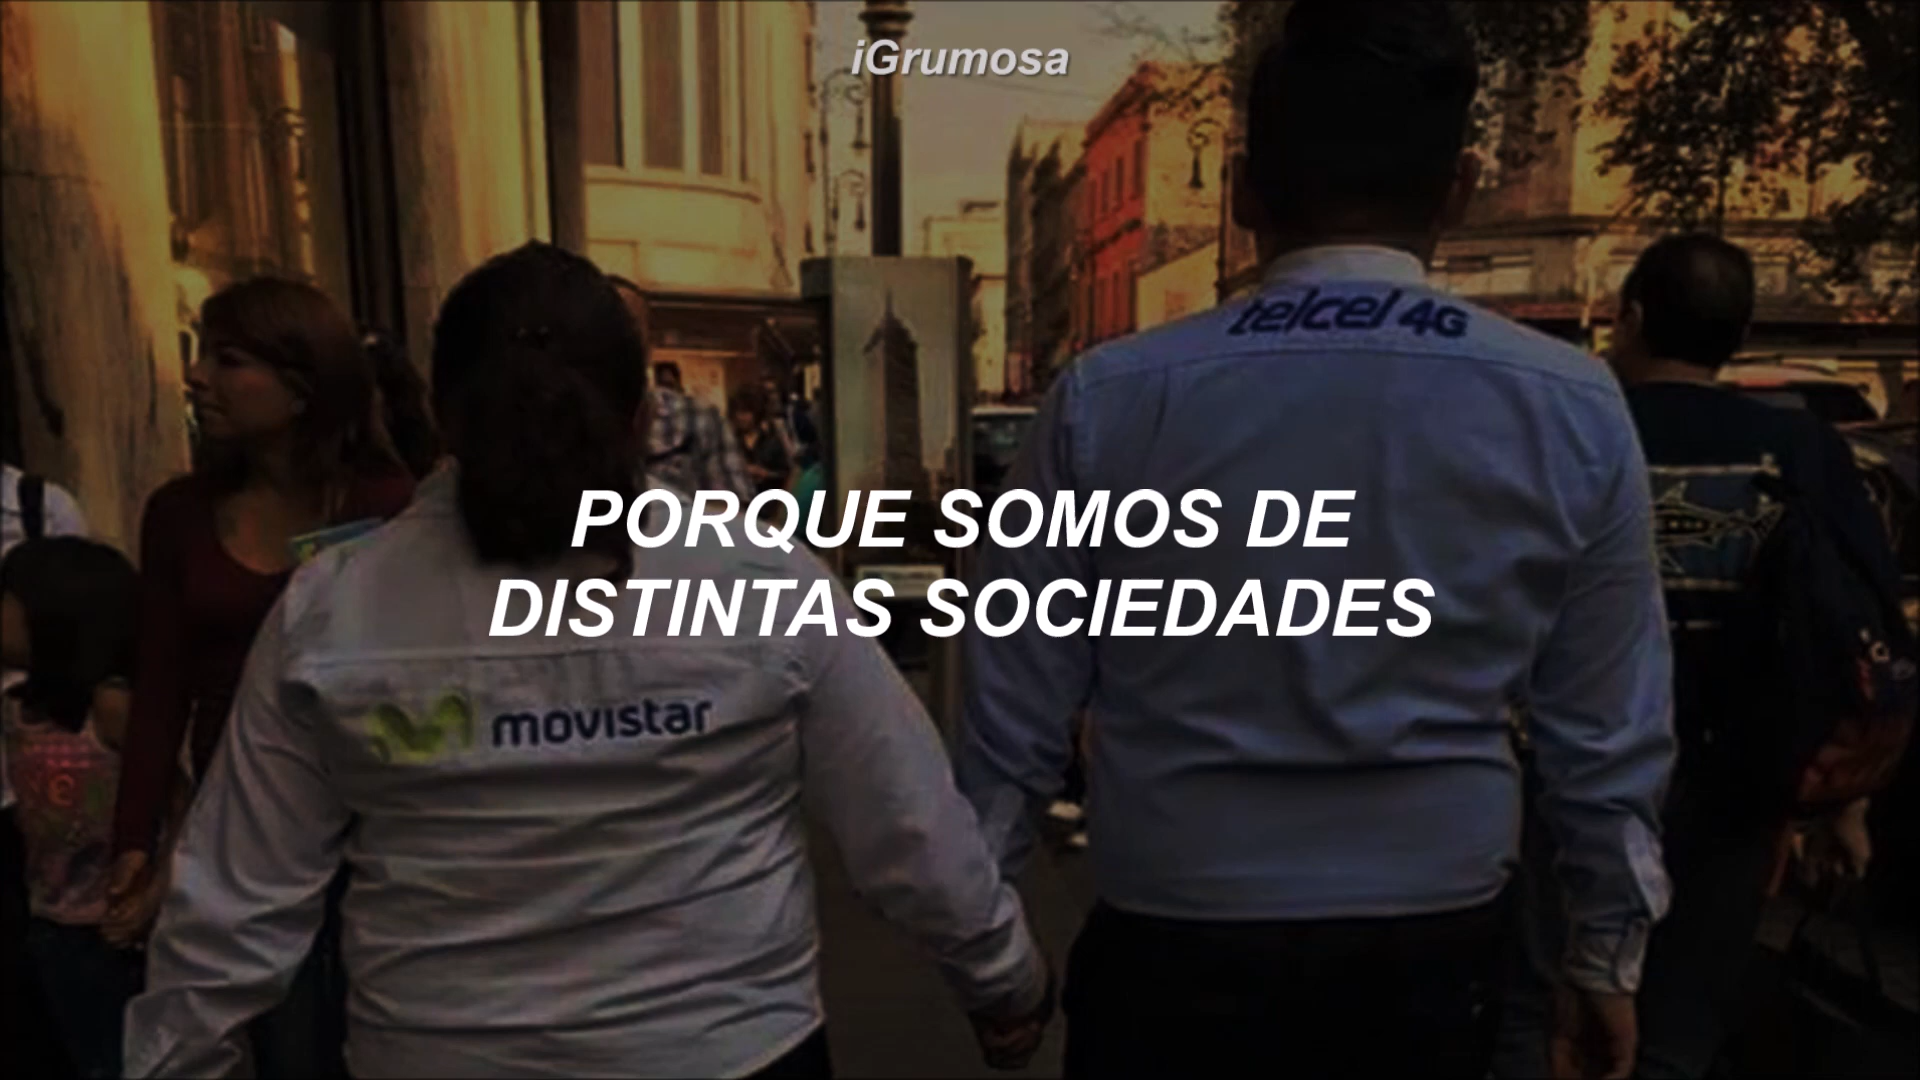 iGrumosa
telcel 4G
PORQUE SOMOS DE
DISTINTAS SOCIEDADES
movistar